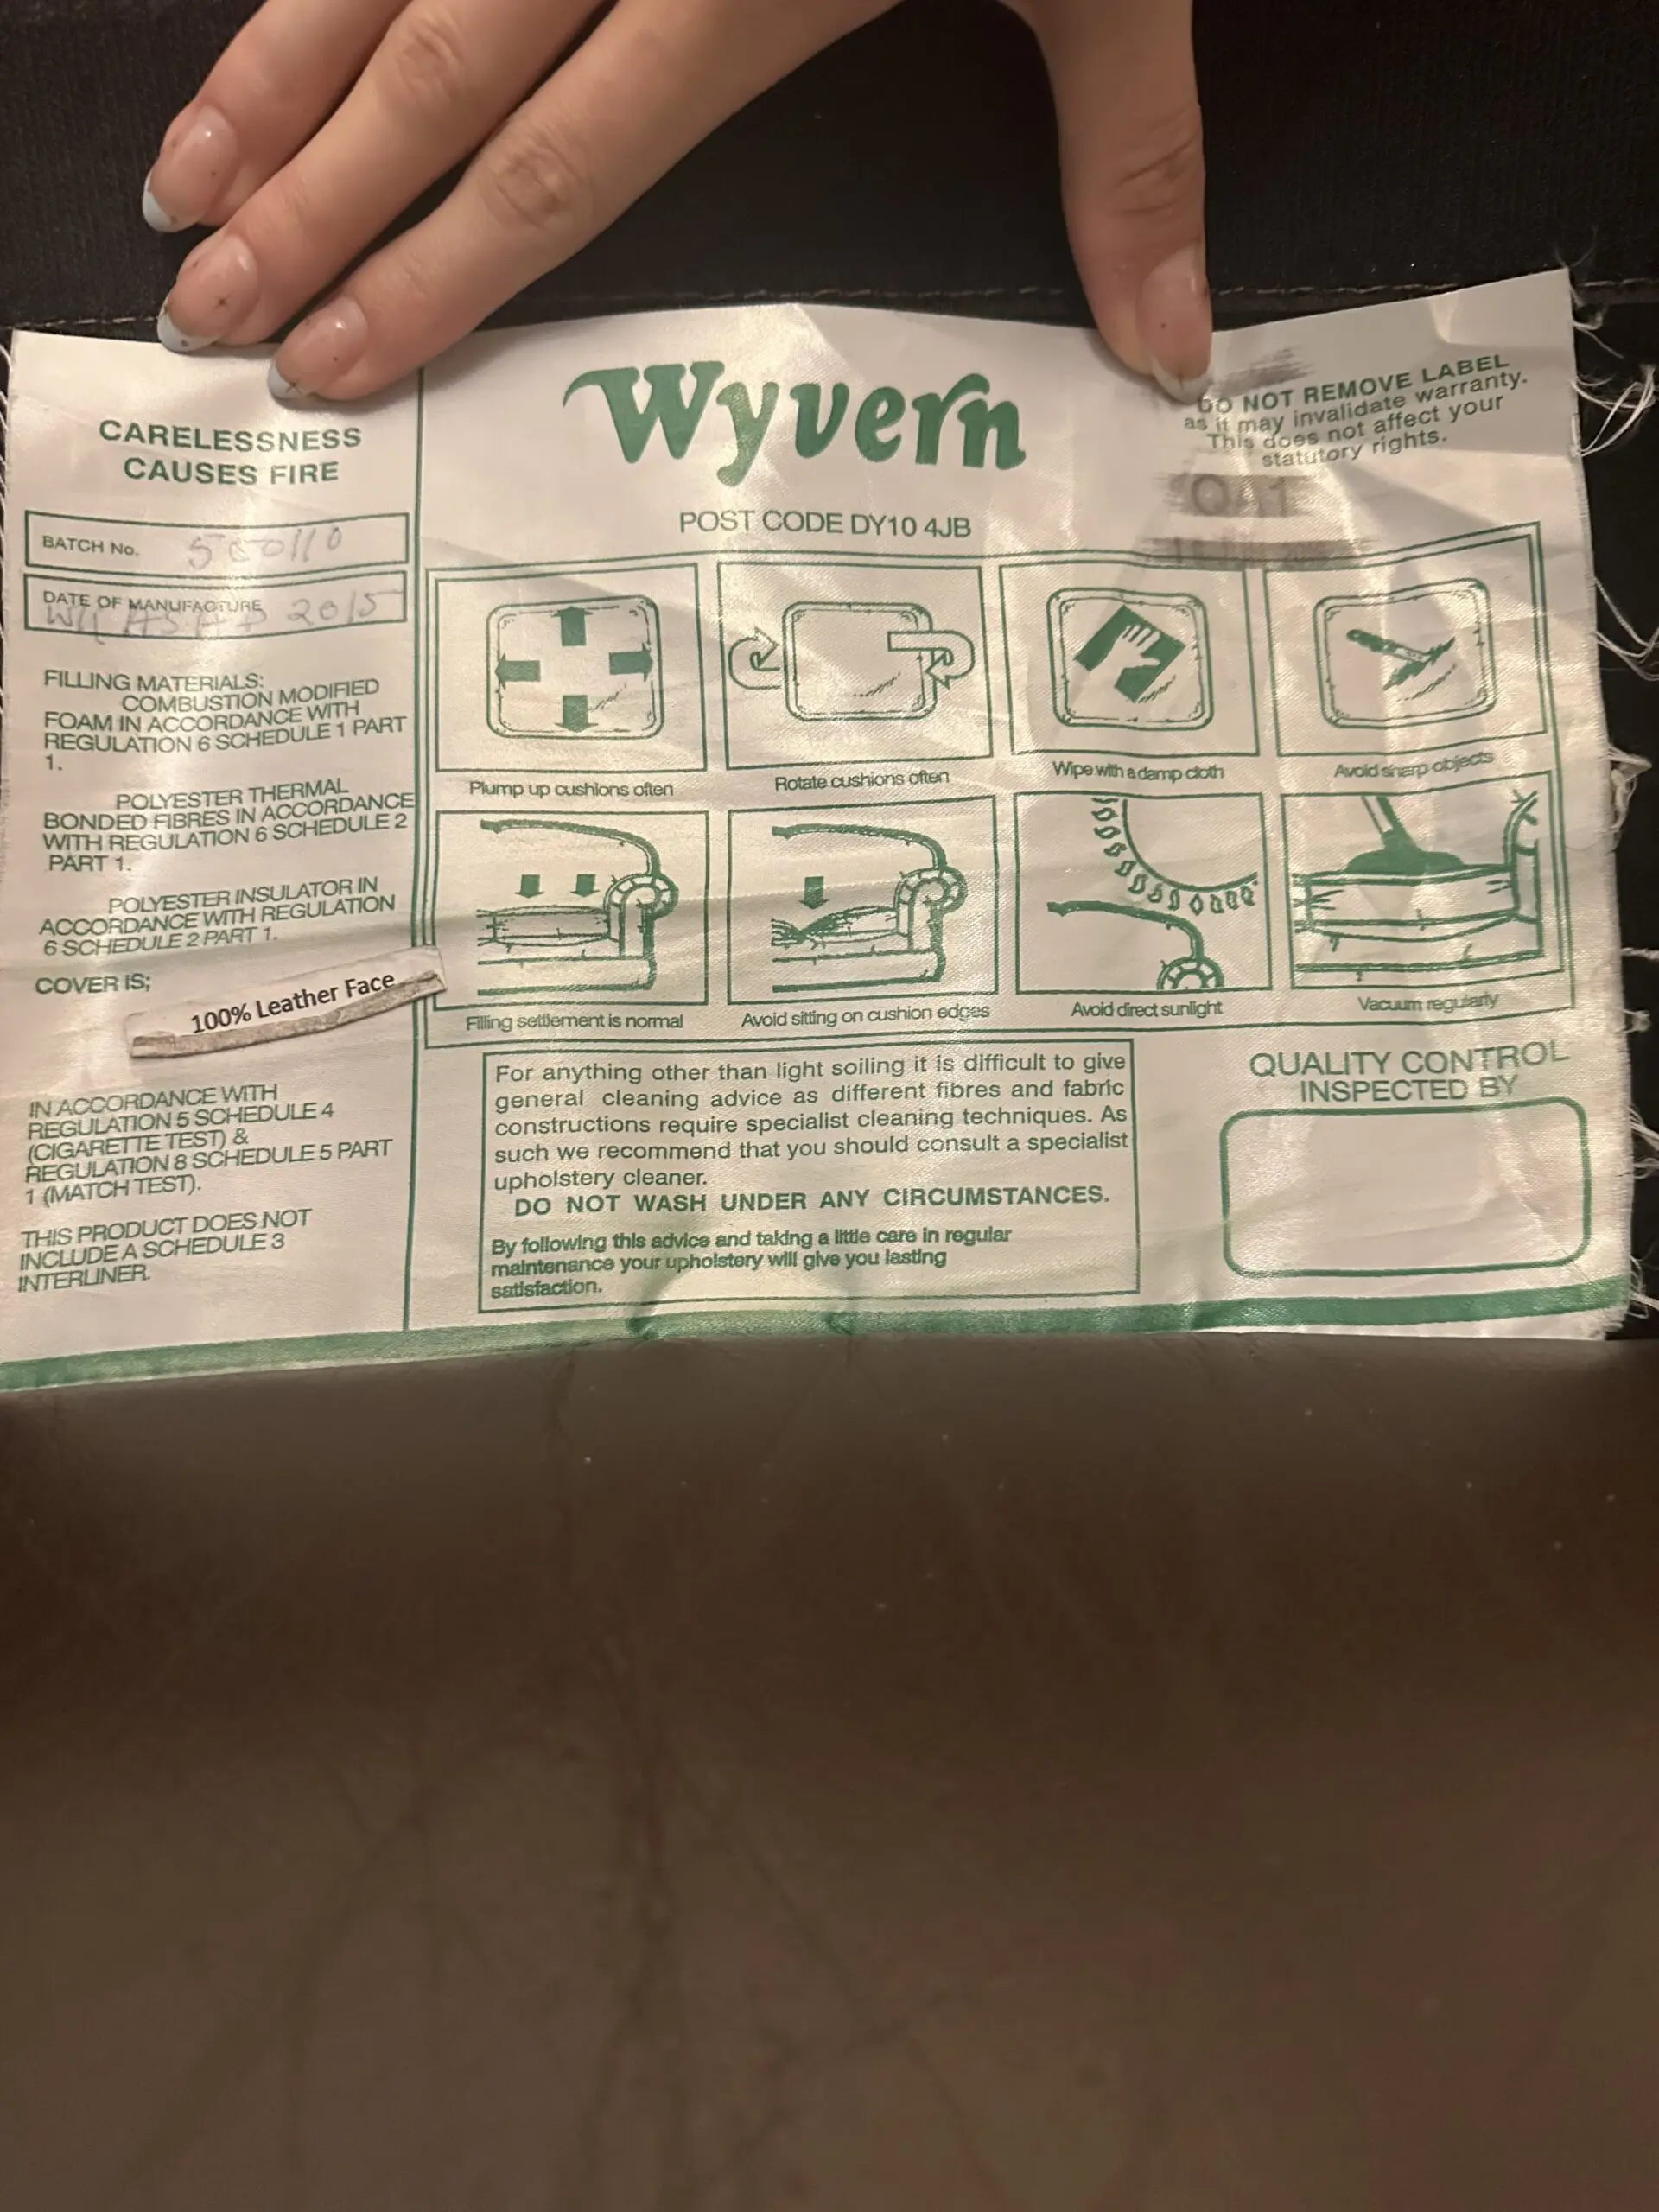 CARELESSNESS
CAUSES FIRE
BATCH No.
DATE OF MANUFACTURE
2015
FILLING MATERIALS:
COMBUSTION MODIFIED
FOAM IN ACCORDANCE WITH
REGULATION 6 SCHEDULE 1 PART
1.
POLYESTER THERMAL
BONDED FIBRES IN ACCORDANCE
WITH REGULATION 6 SCHEDULE 2
PART 1.
POLYESTER INSULATOR IN
ACCORDANCE WITH REGULATION
6 SCHEDULE 2 PART 1.
COVER IS;
100% Leather Face
IN ACCORDANCE WITH
REGULATION 5 SCHEDULE 4
(CIGARETTE TEST) &
REGULATION 8 SCHEDULE 5 PART
1 (MATCH TEST).
THIS PRODUCT DOES NOT
INCLUDE A SCHEDULE 3
INTERLINER.
Wyvern
POST CODE DY10 4JB
DO NOT REMOVE LABEL
as it may invalidate warranty.
This does not affect your
statutory rights.
QA1
Plump up cushions often
Rotate cushions often
Wipe with a damp cloth
Avoid sharp objects
Filling settlement is normal
Avoid sitting on cushion edges
Avoid direct sunlight
Vacuum regularly
For anything other than light soiling it is difficult to give
general cleaning advice as different fibres and fabric
constructions require specialist cleaning techniques. As
such we recommend that you should consult a specialist
upholstery cleaner.
DO NOT WASH UNDER ANY CIRCUMSTANCES.
By following this advice and taking a little care in regular
maintenance your upholstery will give you lasting
satisfaction.
QUALITY CONTROL
INSPECTED BY